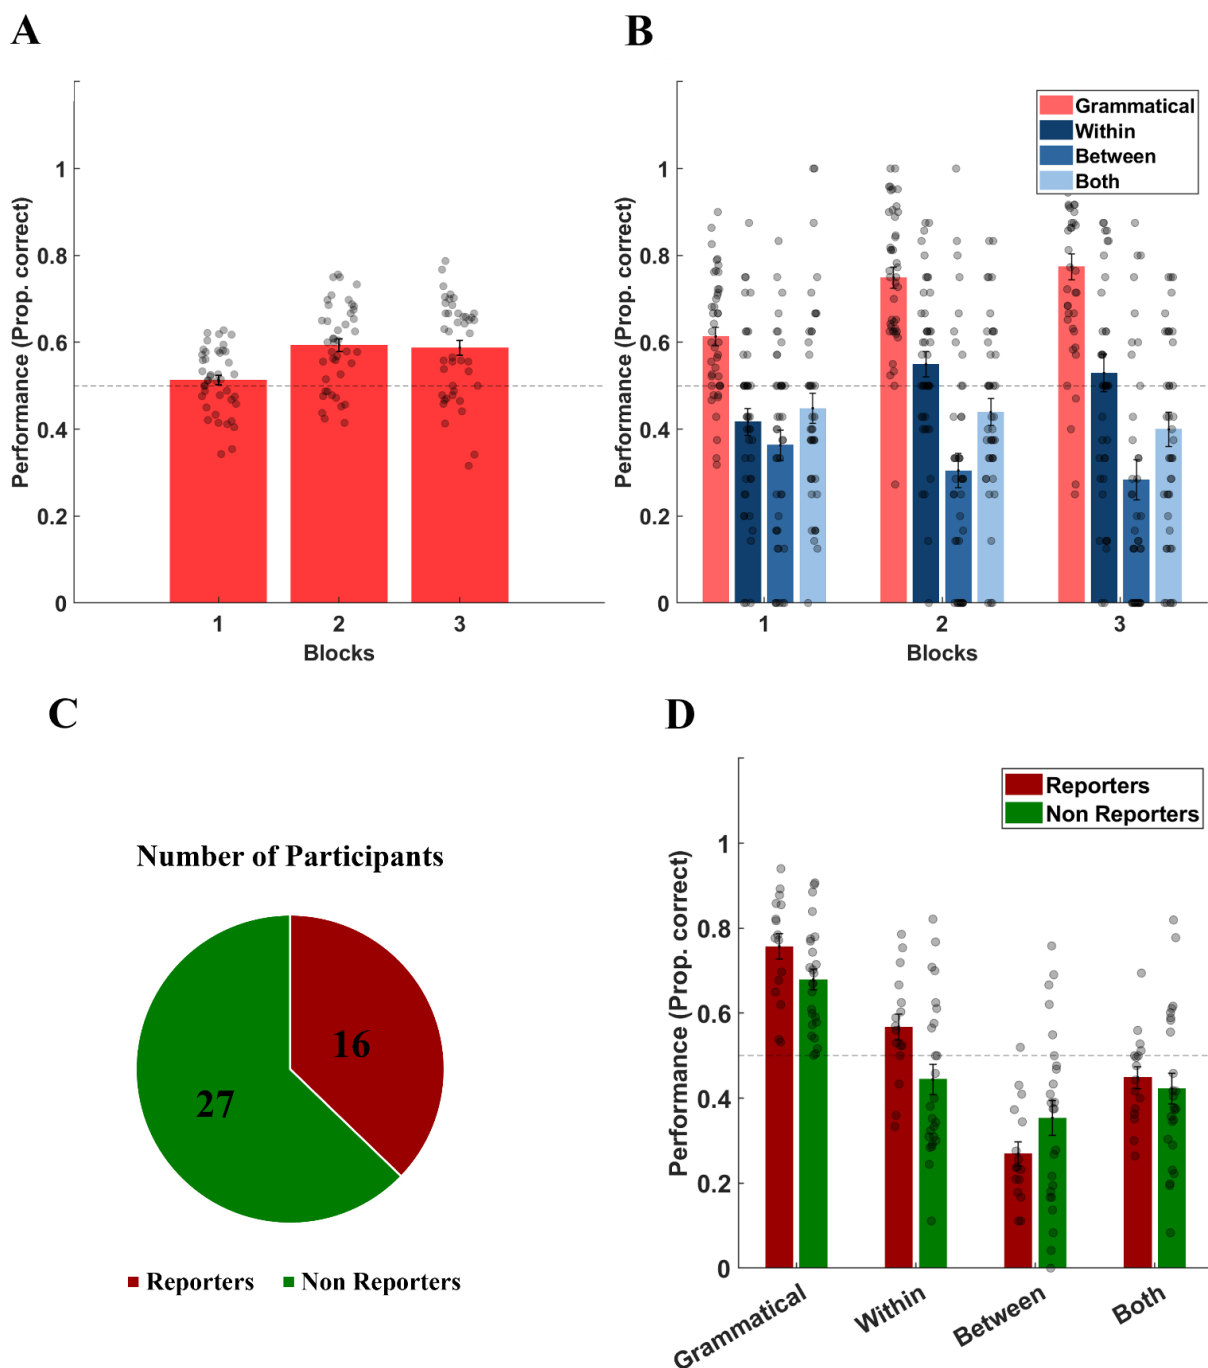 A
Performance (Prop. correct)
1
0.8
0.6
0.4
0.2
0
1 2 3
Blocks
B
Grammatical
Within
Between
Both
Performance (Prop. correct)
1
0.8
0.6
0.4
0.2
0
1 2 3
Blocks
C
Number of Participants
16
27
Reporters Non Reporters
D
Reporters
Non Reporters
Performance (Prop. correct)
1
0.8
0.6
0.4
0.2
0
Grammatical Within Between Both